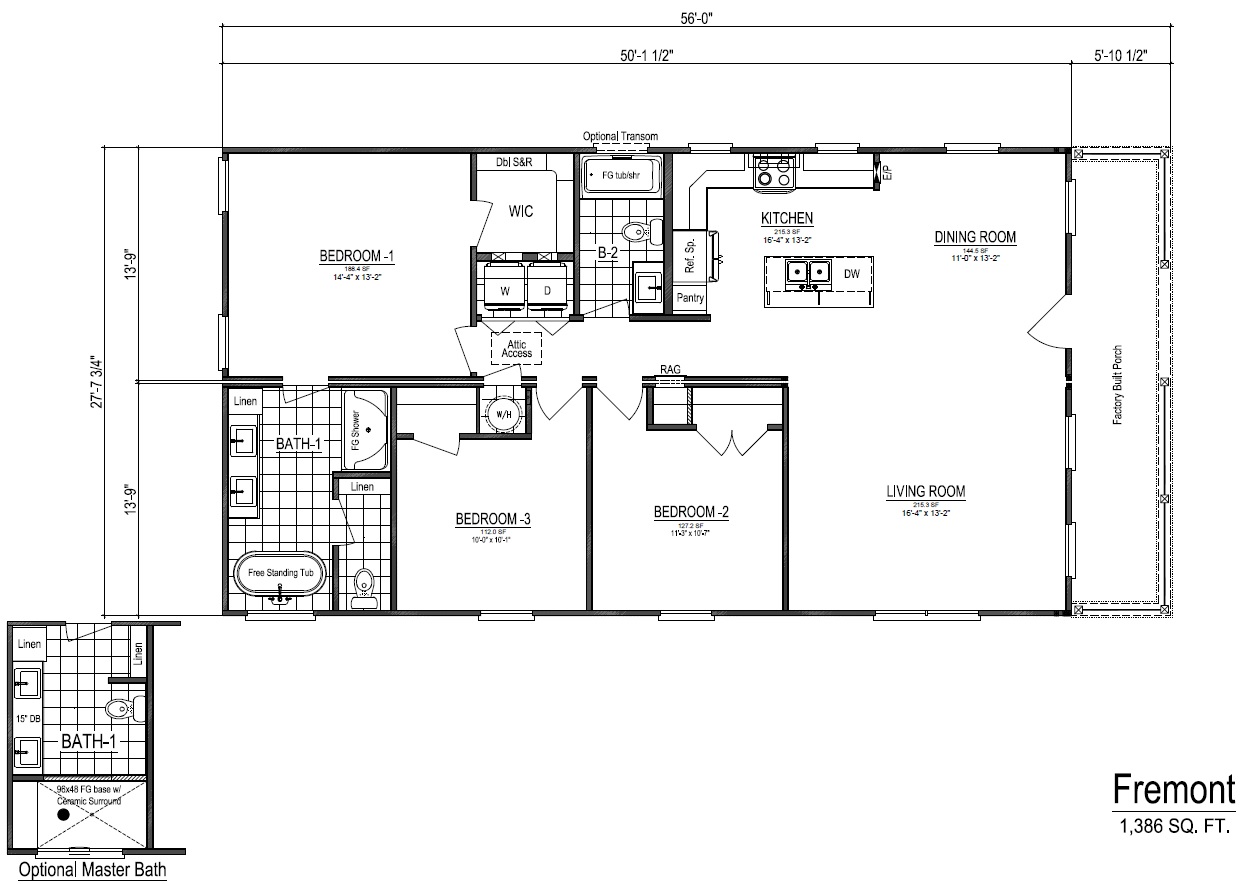 56'-0"
50'-1 1/2"
5'-10 1/2"
Optional Transom
Dbl S&R
FG tub/shr
E/P
WIC
KITCHEN
215.3 SF
16'-4" x 13'-2"
DINING ROOM
144.5 SF
11'-0" x 13'-2"
BEDROOM -1
188.4 SF
14'-4" x 13'-2"
B-2
Ref. Sp.
DW
13'-9"
W
D
Pantry
Attic
Access
27'-7 3/4"
RAG
Factory Built Porch
Linen
W/H
FG Shower
BATH-1
Linen
13'-9"
LIVING ROOM
215.3 SF
16'-4" x 13'-2"
BEDROOM -3
112.0 SF
10'-0" x 10'-1"
BEDROOM -2
127.2 SF
11'-3" x 10'-7"
Free Standing Tub
Linen
Linen
15" DB
BATH-1
96x48 FG base w/
Ceramic Surround
Optional Master Bath
Fremont
1,386 SQ. FT.